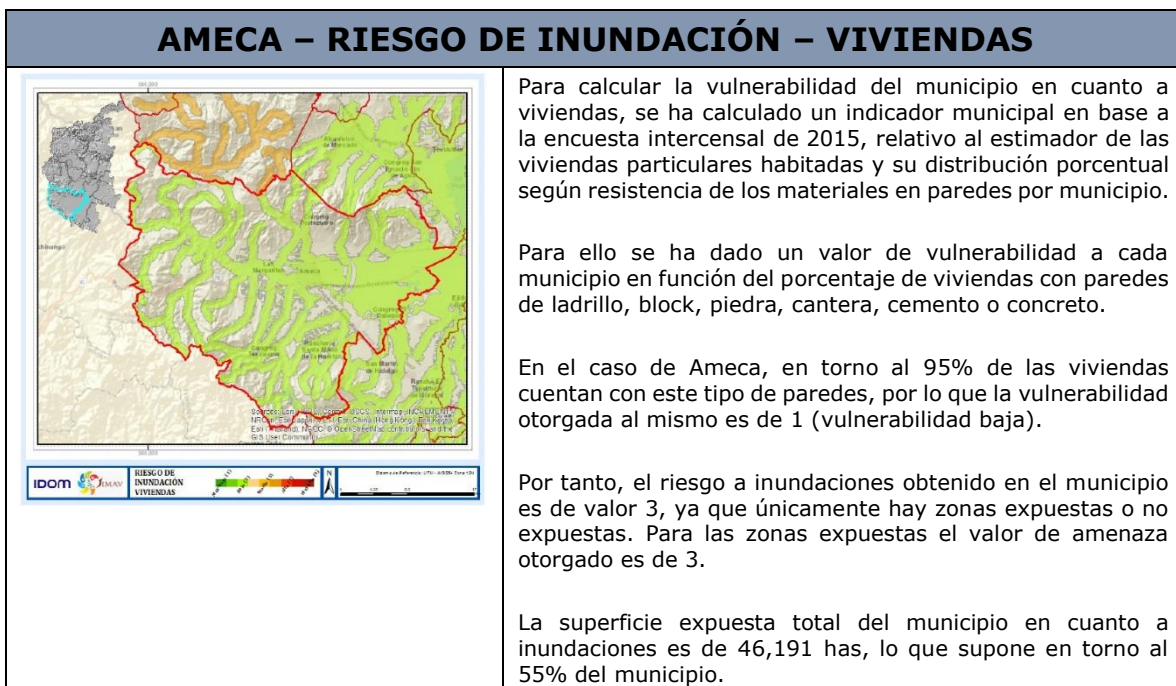 AMECA – RIESGO DE INUNDACIÓN – VIVIENDAS
Para calcular la vulnerabilidad del municipio en cuanto a
viviendas, se ha calculado un indicador municipal en base a
la encuesta intercensal de 2015, relativo al estimador de las
viviendas particulares habitadas y su distribución porcentual
según resistencia de los materiales en paredes por municipio.
Para ello se ha dado un valor de vulnerabilidad a cada
municipio en función del porcentaje de viviendas con paredes
de ladrillo, block, piedra, cantera, cemento o concreto.
En el caso de Ameca, en torno al 95% de las viviendas
cuentan con este tipo de paredes, por lo que la vulnerabilidad
otorgada al mismo es de 1 (vulnerabilidad baja).
Por tanto, el riesgo a inundaciones obtenido en el municipio
es de valor 3, ya que únicamente hay zonas expuestas o no
expuestas. Para las zonas expuestas el valor de amenaza
otorgado es de 3.
La superficie expuesta total del municipio en cuanto a
inundaciones es de 46,191 has, lo que supone en torno al
55% del municipio.
Ameca
San Martín
de Hidalgo
GIS User Community
IDOM
IMAV
RIESGO DE
INUNDACIÓN
VIVIENDAS
N